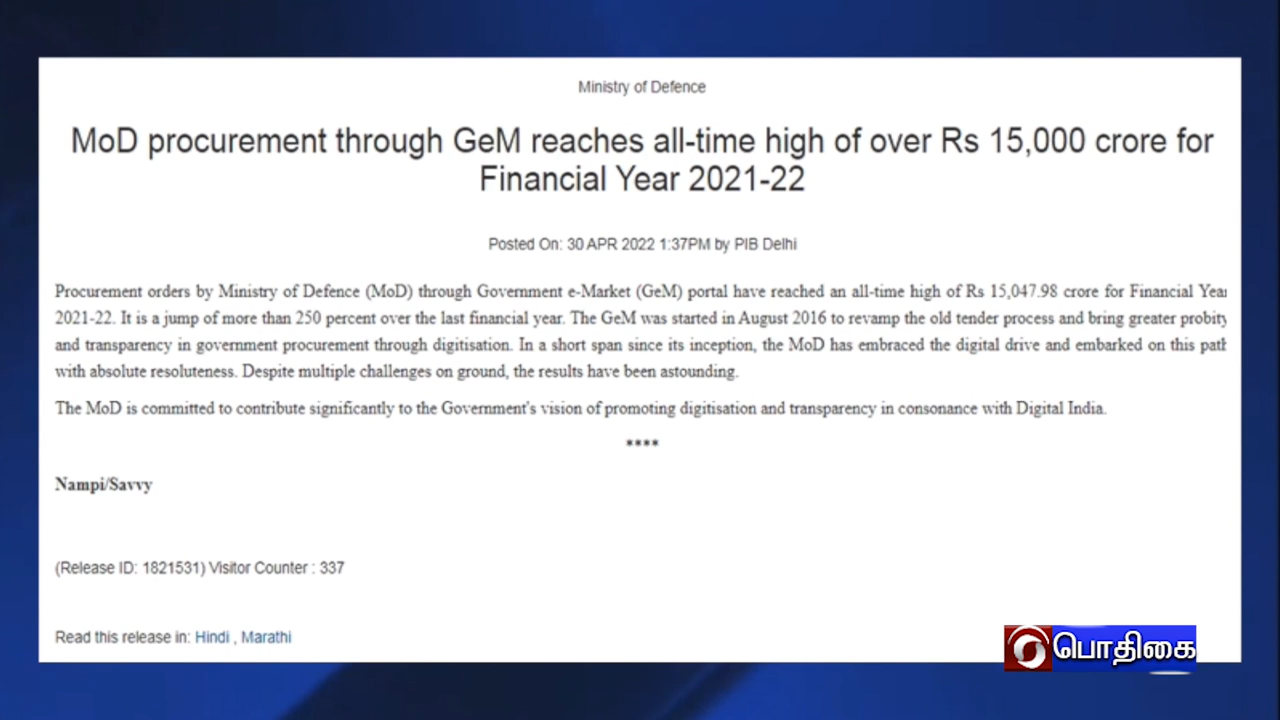 Ministry of Defence
MoD procurement through GeM reaches all-time high of over Rs 15,000 crore for
Financial Year 2021-22
Posted On: 30 APR 2022 1:37PM by PIB Delhi
Procurement orders by Ministry of Defence (MoD) through Government e-Market (GeM) portal have reached an all-time high of Rs 15,047.98 crore for Financial Year
2021-22. It is a jump of more than 250 percent over the last financial year. The GeM was started in August 2016 to revamp the old tender process and bring greater probity
and transparency in government procurement through digitisation. In a short span since its inception, the MoD has embraced the digital drive and embarked on this path
with absolute resoluteness. Despite multiple challenges on ground, the results have been astounding.
The MoD is committed to contribute significantly to the Government's vision of promoting digitisation and transparency in consonance with Digital India.
****
Nampi/Savvy
(Release ID: 1821531) Visitor Counter : 337
Read this release in: Hindi , Marathi
பொதிகை